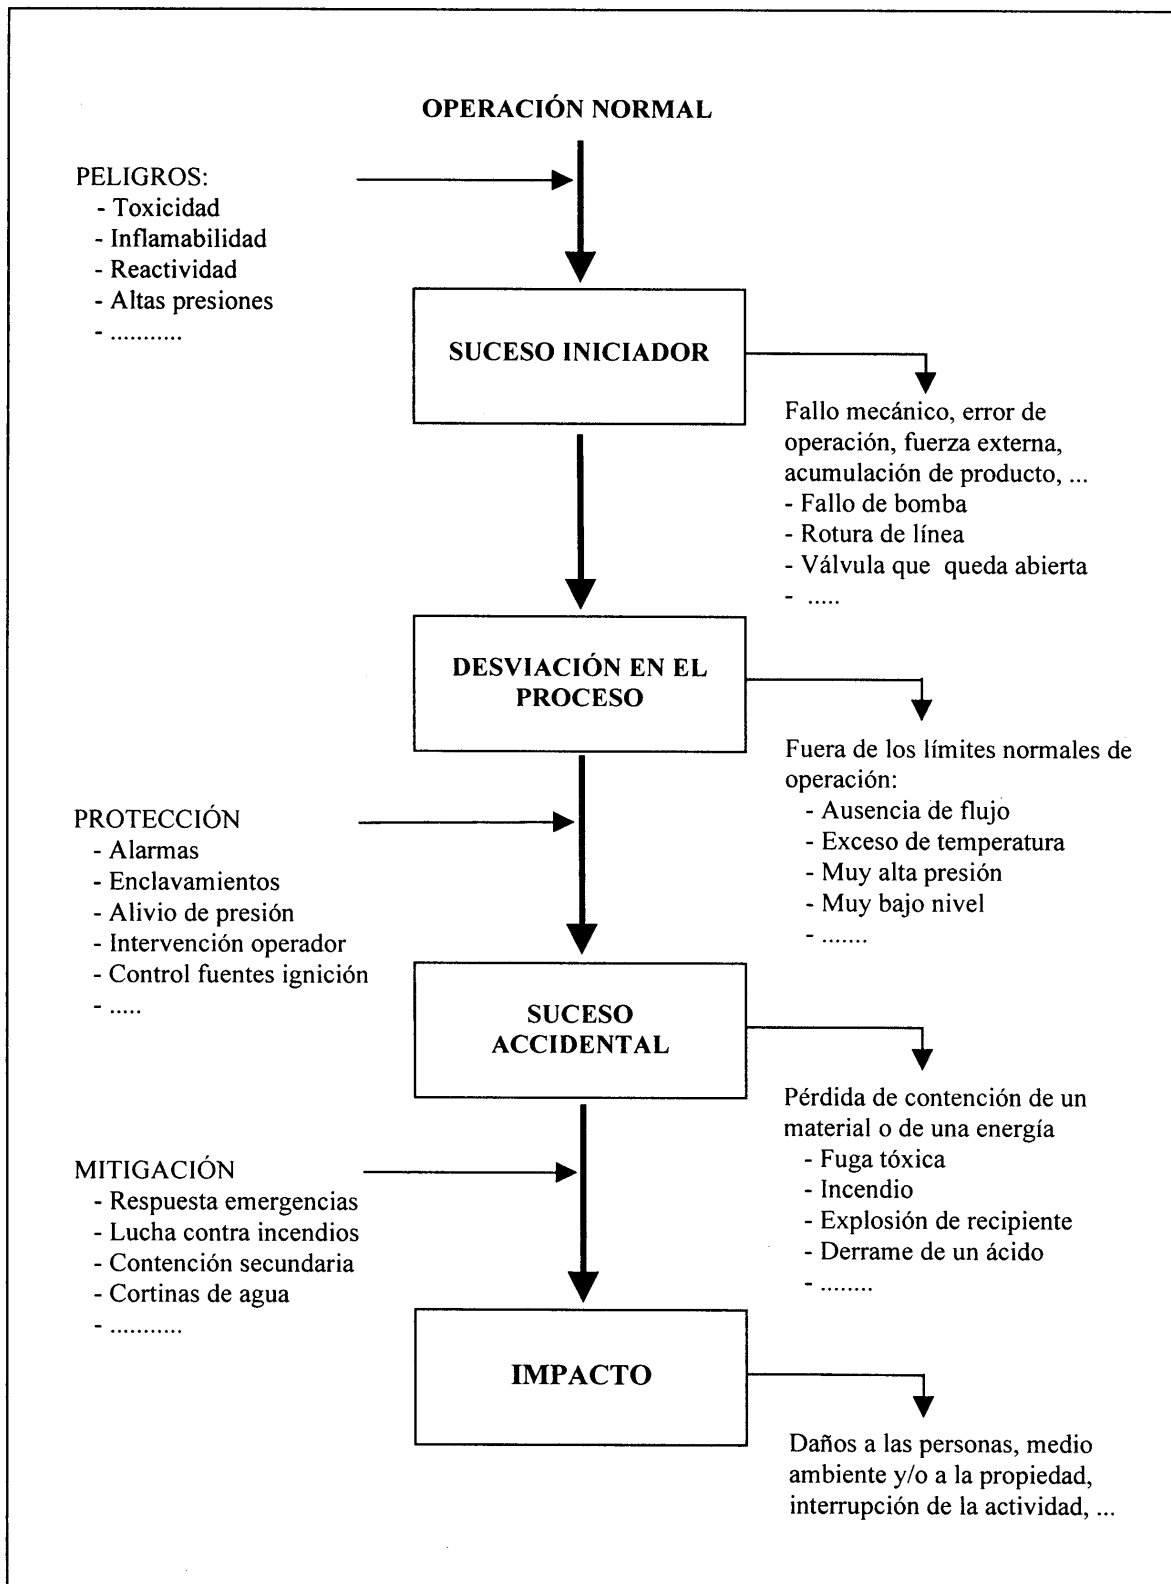 OPERACIÓN NORMAL
PELIGROS:
- Toxicidad
- Inflamabilidad
- Reactividad
- Altas presiones
- ...........
SUCESO INICIADOR
Fallo mecánico, error de
operación, fuerza externa,
acumulación de producto, ...
- Fallo de bomba
- Rotura de línea
- Válvula que queda abierta
- .....
DESVIACIÓN EN EL
PROCESO
Fuera de los límites normales de
operación:
- Ausencia de flujo
- Exceso de temperatura
- Muy alta presión
- Muy bajo nivel
- .......
PROTECCIÓN
- Alarmas
- Enclavamientos
- Alivio de presión
- Intervención operador
- Control fuentes ignición
- .....
SUCESO
ACCIDENTAL
Pérdida de contención de un
material o de una energía
- Fuga tóxica
- Incendio
- Explosión de recipiente
- Derrame de un ácido
- ........
MITIGACIÓN
- Respuesta emergencias
- Lucha contra incendios
- Contención secundaria
- Cortinas de agua
- ...........
IMPACTO
Daños a las personas, medio
ambiente y/o a la propiedad,
interrupción de la actividad, ...